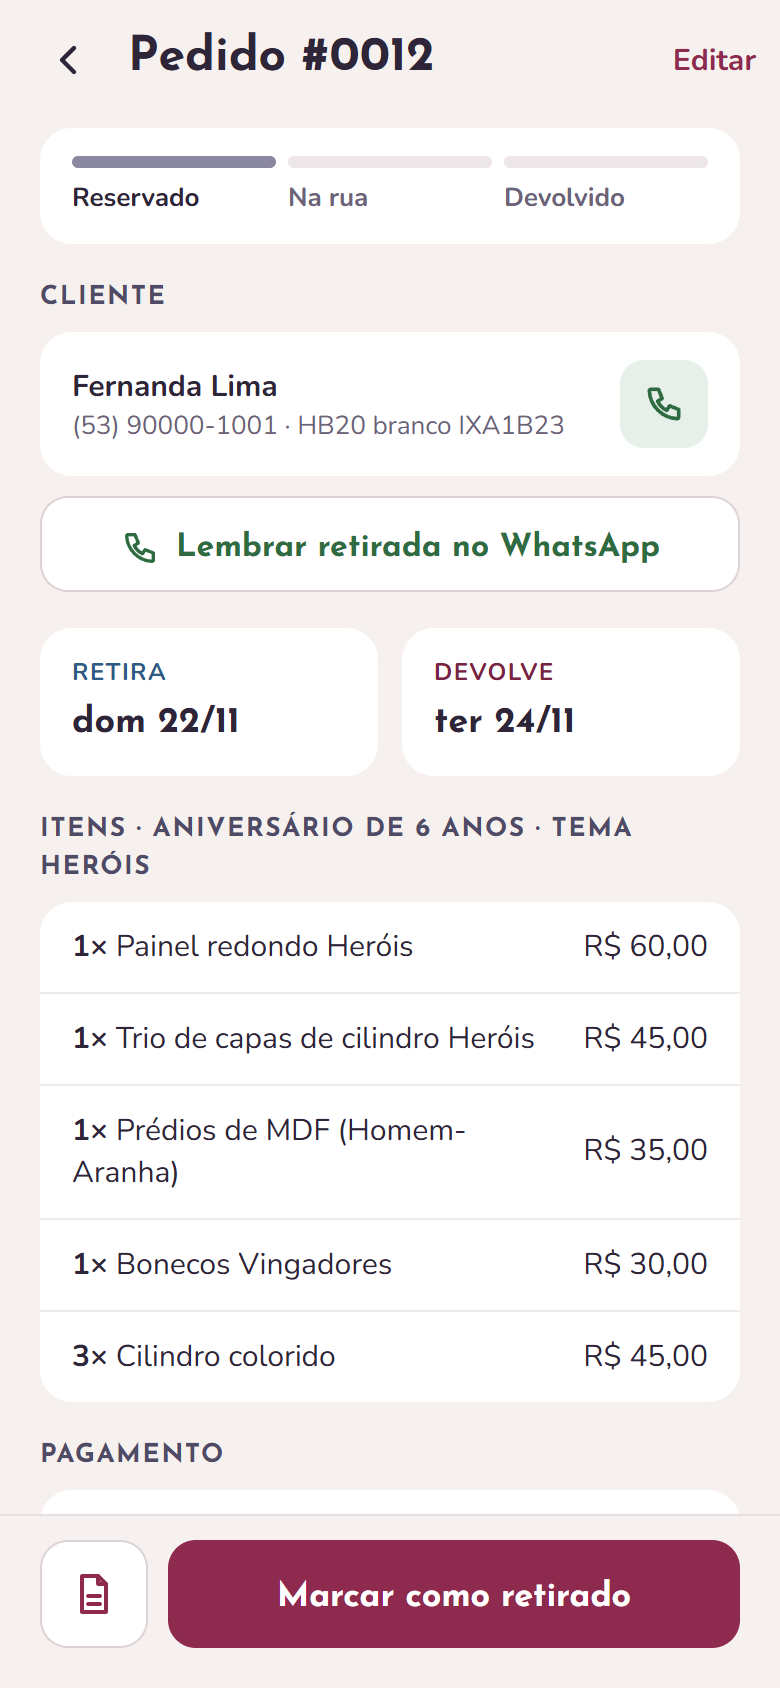 Pedido #0012
Editar
Reservado
Na rua
Devolvido
CLIENTE
Fernanda Lima
(53) 90000-1001 · HB20 branco IXA1B23
Lembrar retirada no WhatsApp
RETIRA
dom 22/11
DEVOLVE
ter 24/11
ITENS · ANIVERSÁRIO DE 6 ANOS · TEMA
HERÓIS
1× Painel redondo Heróis R$ 60,00
1× Trio de capas de cilindro Heróis R$ 45,00
1× Prédios de MDF (Homem-
Aranha) R$ 35,00
1× Bonecos Vingadores R$ 30,00
3× Cilindro colorido R$ 45,00
PAGAMENTO
Marcar como retirado